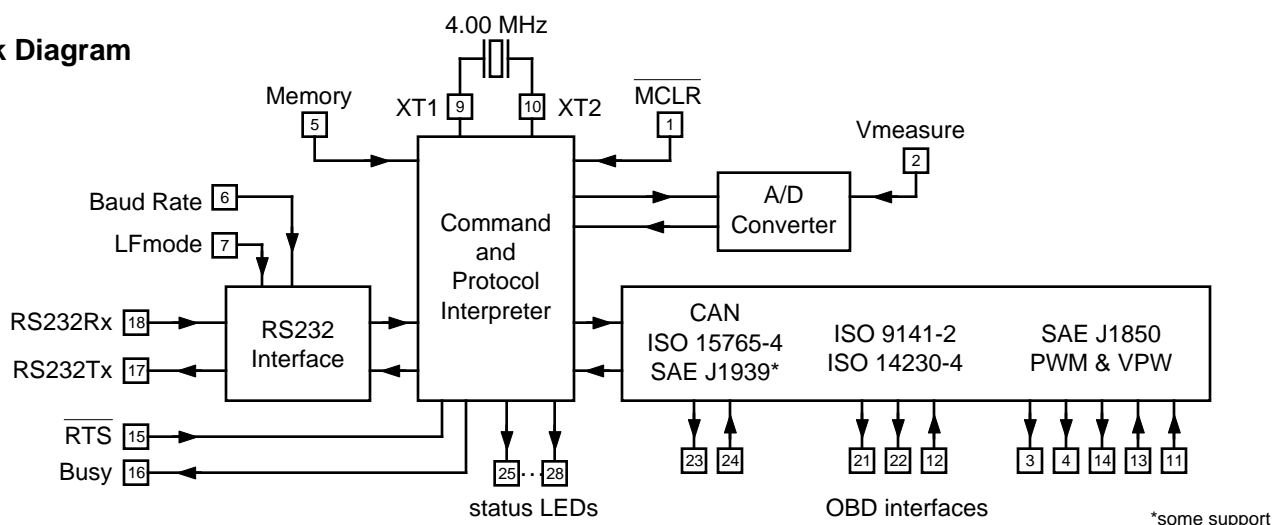 k Diagram
4.00 MHz
Memory
5
XT1
9
10
XT2
MCLR
1
Vmeasure
2
Baud Rate
6
LFmode
7
Command
and
Protocol
Interpreter
A/D
Converter
RS232Rx
18
RS232Tx
17
RS232
Interface
CAN
ISO 15765-4
SAE J1939*
ISO 9141-2
ISO 14230-4
SAE J1850
PWM & VPW
RTS
15
Busy
16
25...28
status LEDs
23
24
21
22
12
3
4
14
13
11
OBD interfaces
*some support